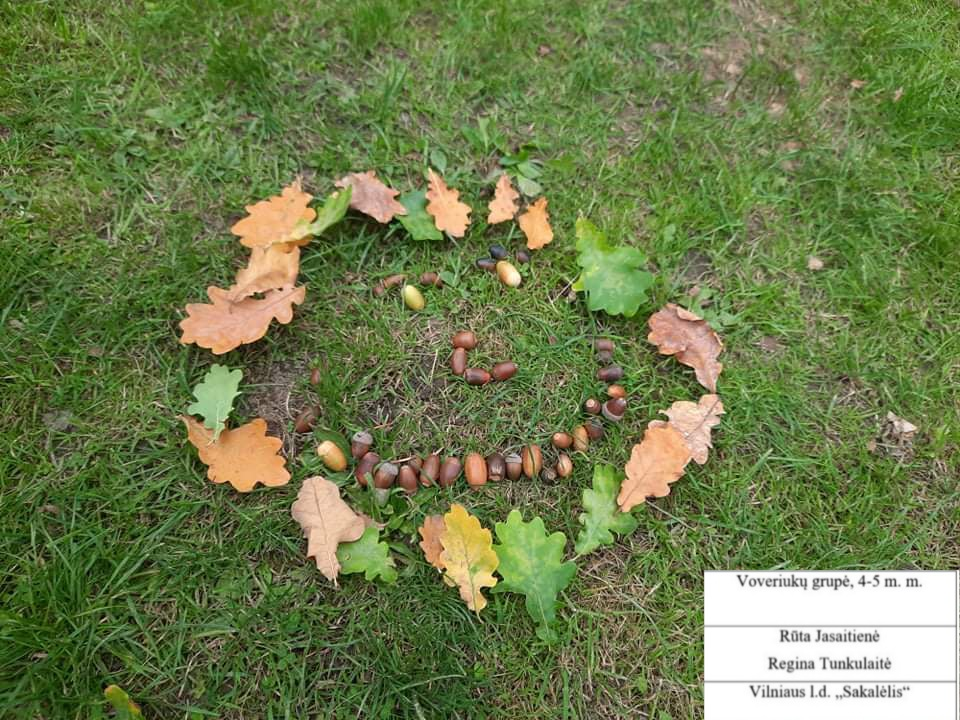 Voveriukų grupė, 4-5 m. m.
Rūta Jasaitienė
Regina Tunkulaitė
Vilniaus l.d. „Sakalėlis“